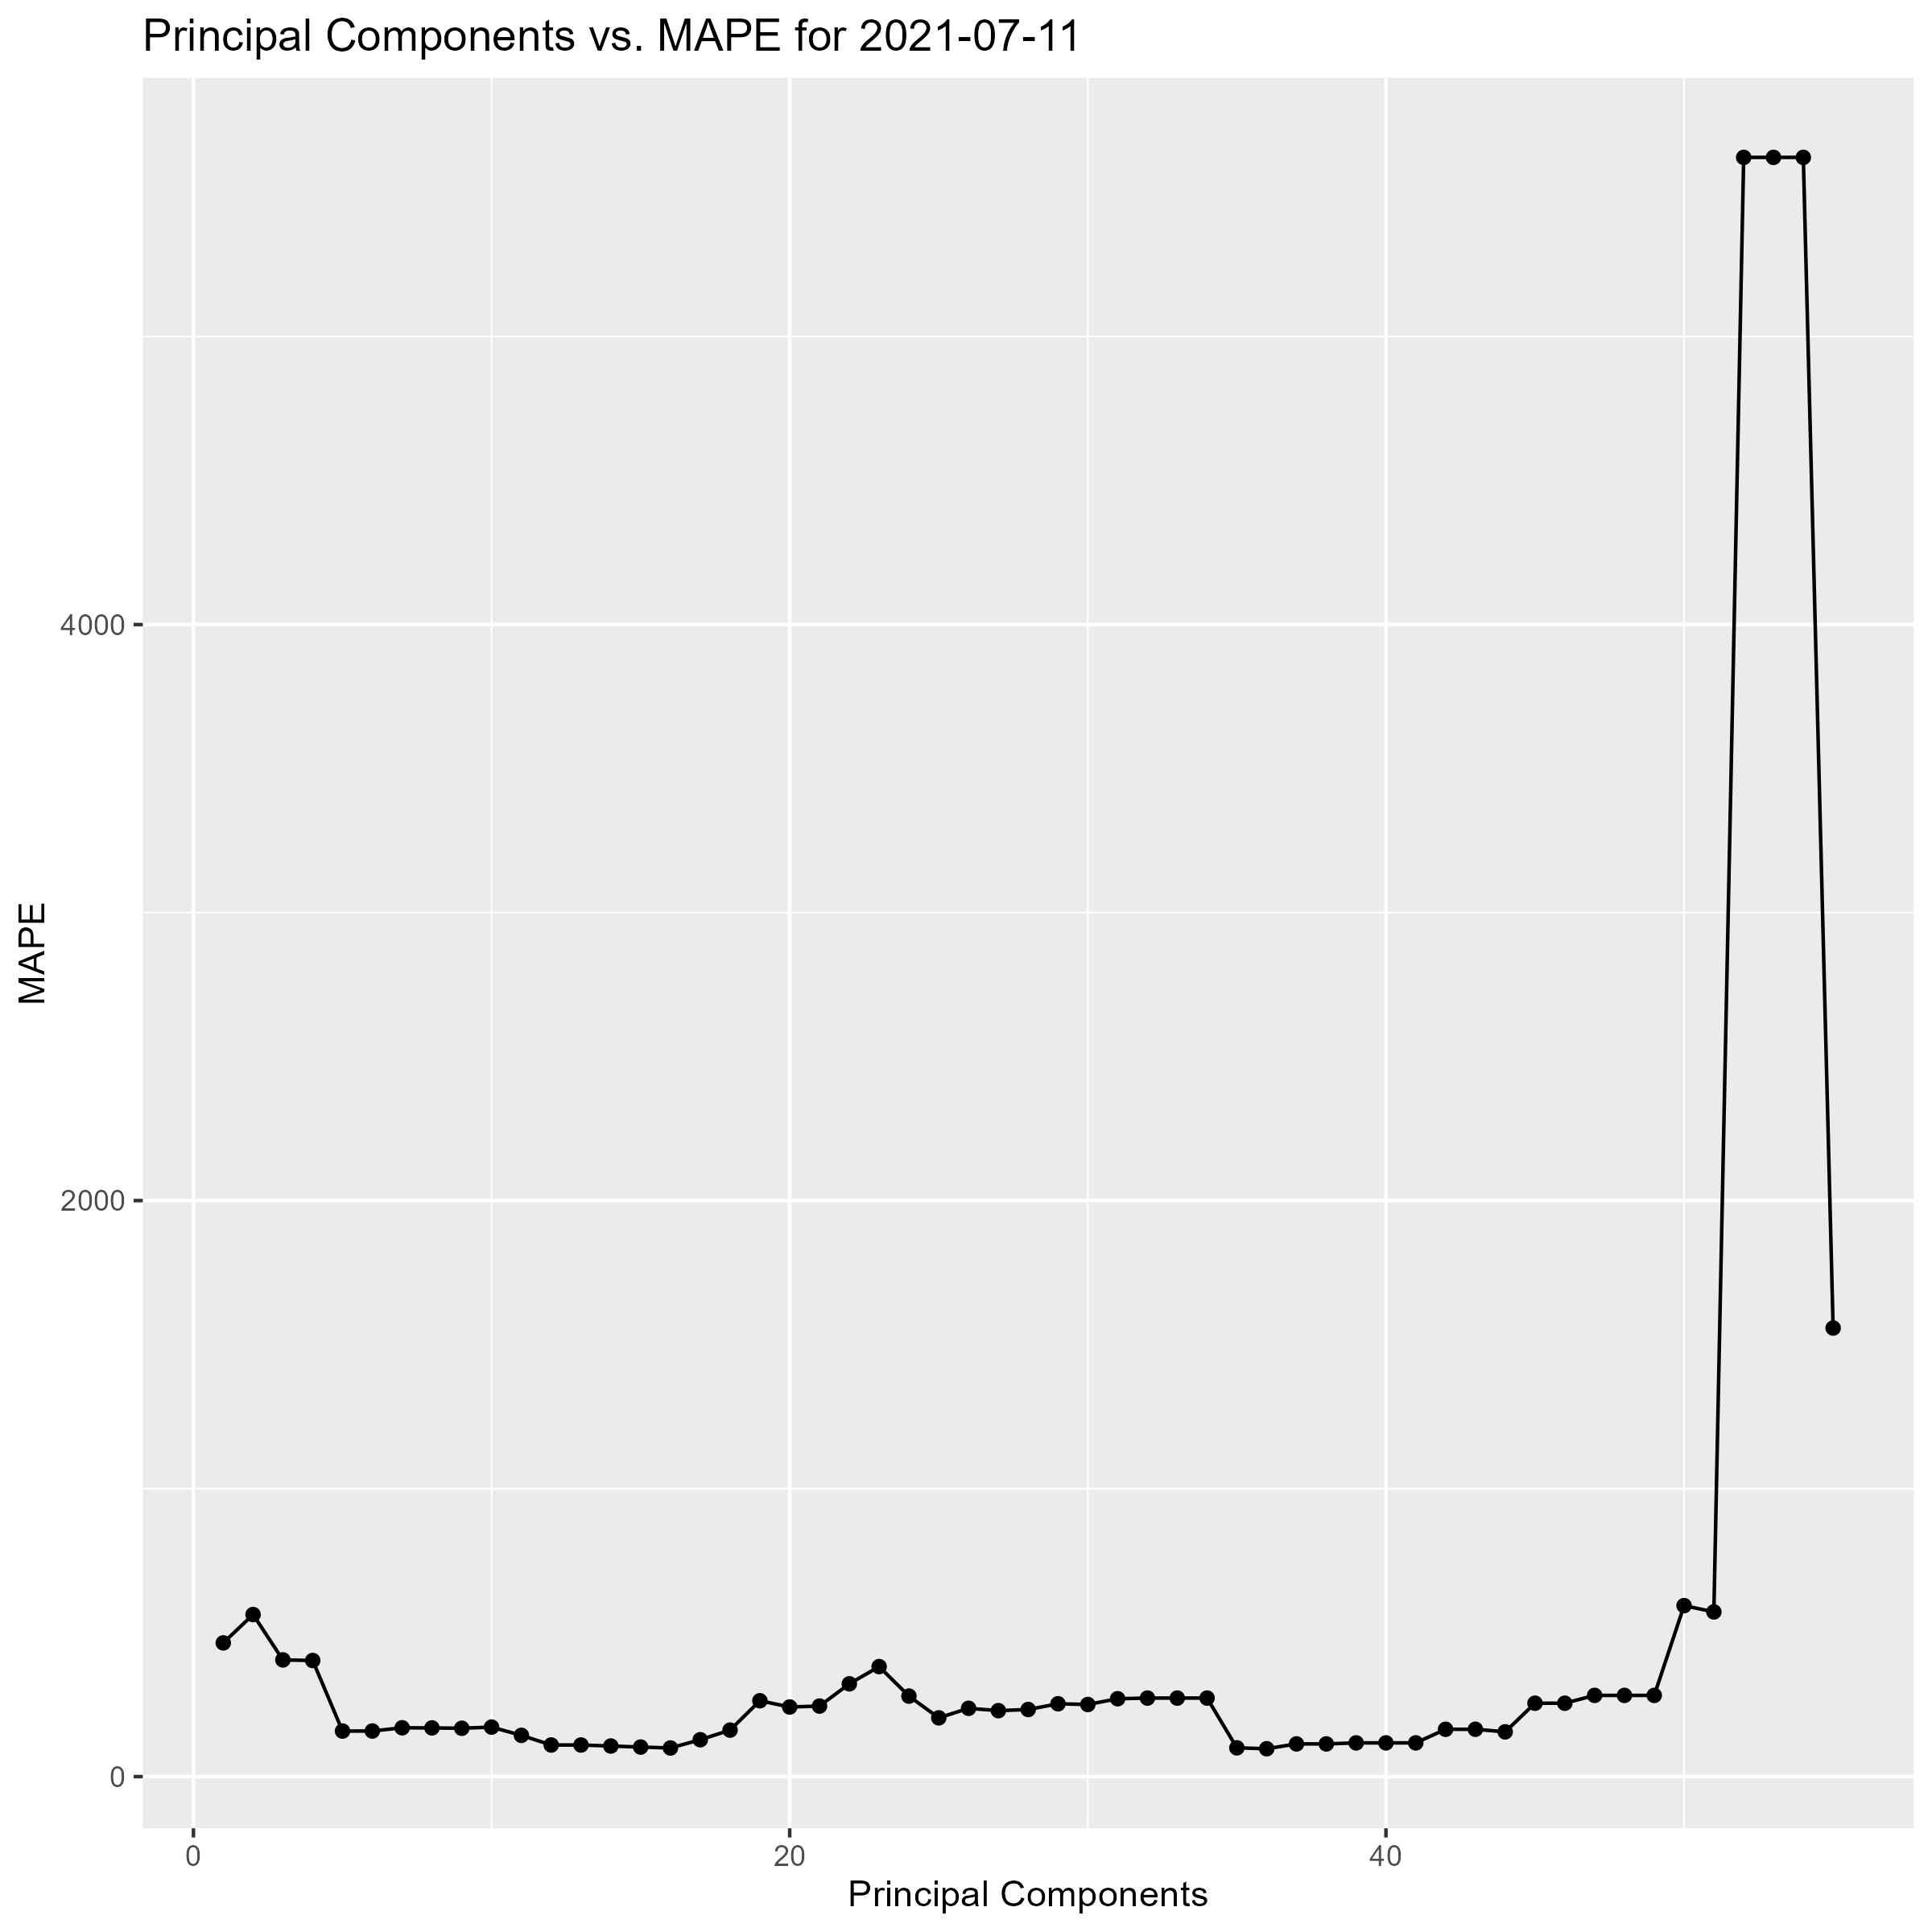 Principal Components vs. MAPE for 2021-07-11
MAPE
4000
2000
0
0 20 40
Principal Components